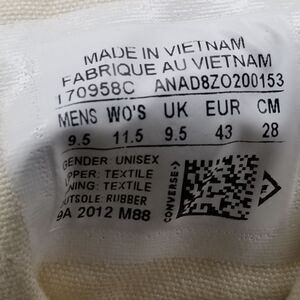 MADE IN VIETNAM
FABRIQUE AU VIETNAM
170958C ANAD8ZO200153
MENS WO'S UK EUR CM
9.5 11.5 9.5 43 28
GENDER: UNISEX
UPPER: TEXTILE
LINING: TEXTILE
OUTSOLE: RUBBER
9A 2012 M88
CONVERSE